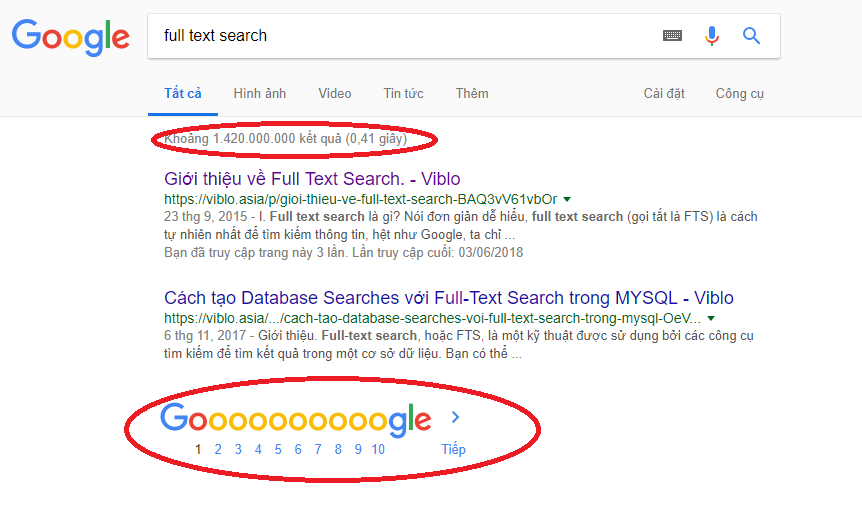 Google
full text search
Tất cả Hình ảnh Video Tin tức Thêm Cài đặt Công cụ
Khoảng 1.420.000.000 kết quả (0,41 giây)
Giới thiệu về Full Text Search. - Viblo
https://viblo.asia/p/gioi-thieu-ve-full-text-search-BAQ3vV61vbOr
23 thg 9, 2015 - I. Full text search là gì? Nói đơn giản dễ hiểu, full text search (gọi tắt là FTS) là cách
tự nhiên nhất để tìm kiếm thông tin, hệt như Google, ta chỉ ...
Bạn đã truy cập trang này 3 lần. Lần truy cập cuối: 03/06/2018
Cách tạo Database Searches với Full-Text Search trong MYSQL - Viblo
https://viblo.asia/.../cach-tao-database-searches-voi-full-text-search-trong-mysql-OeV...
6 thg 11, 2017 - Giới thiệu. Full-text search, hoặc FTS, là một kỹ thuật được sử dụng bởi các công cụ
tìm kiếm để tìm kết quả trong một cơ sở dữ liệu. Bạn có thể ...
Goooooooooogle >
1 2 3 4 5 6 7 8 9 10 Tiếp